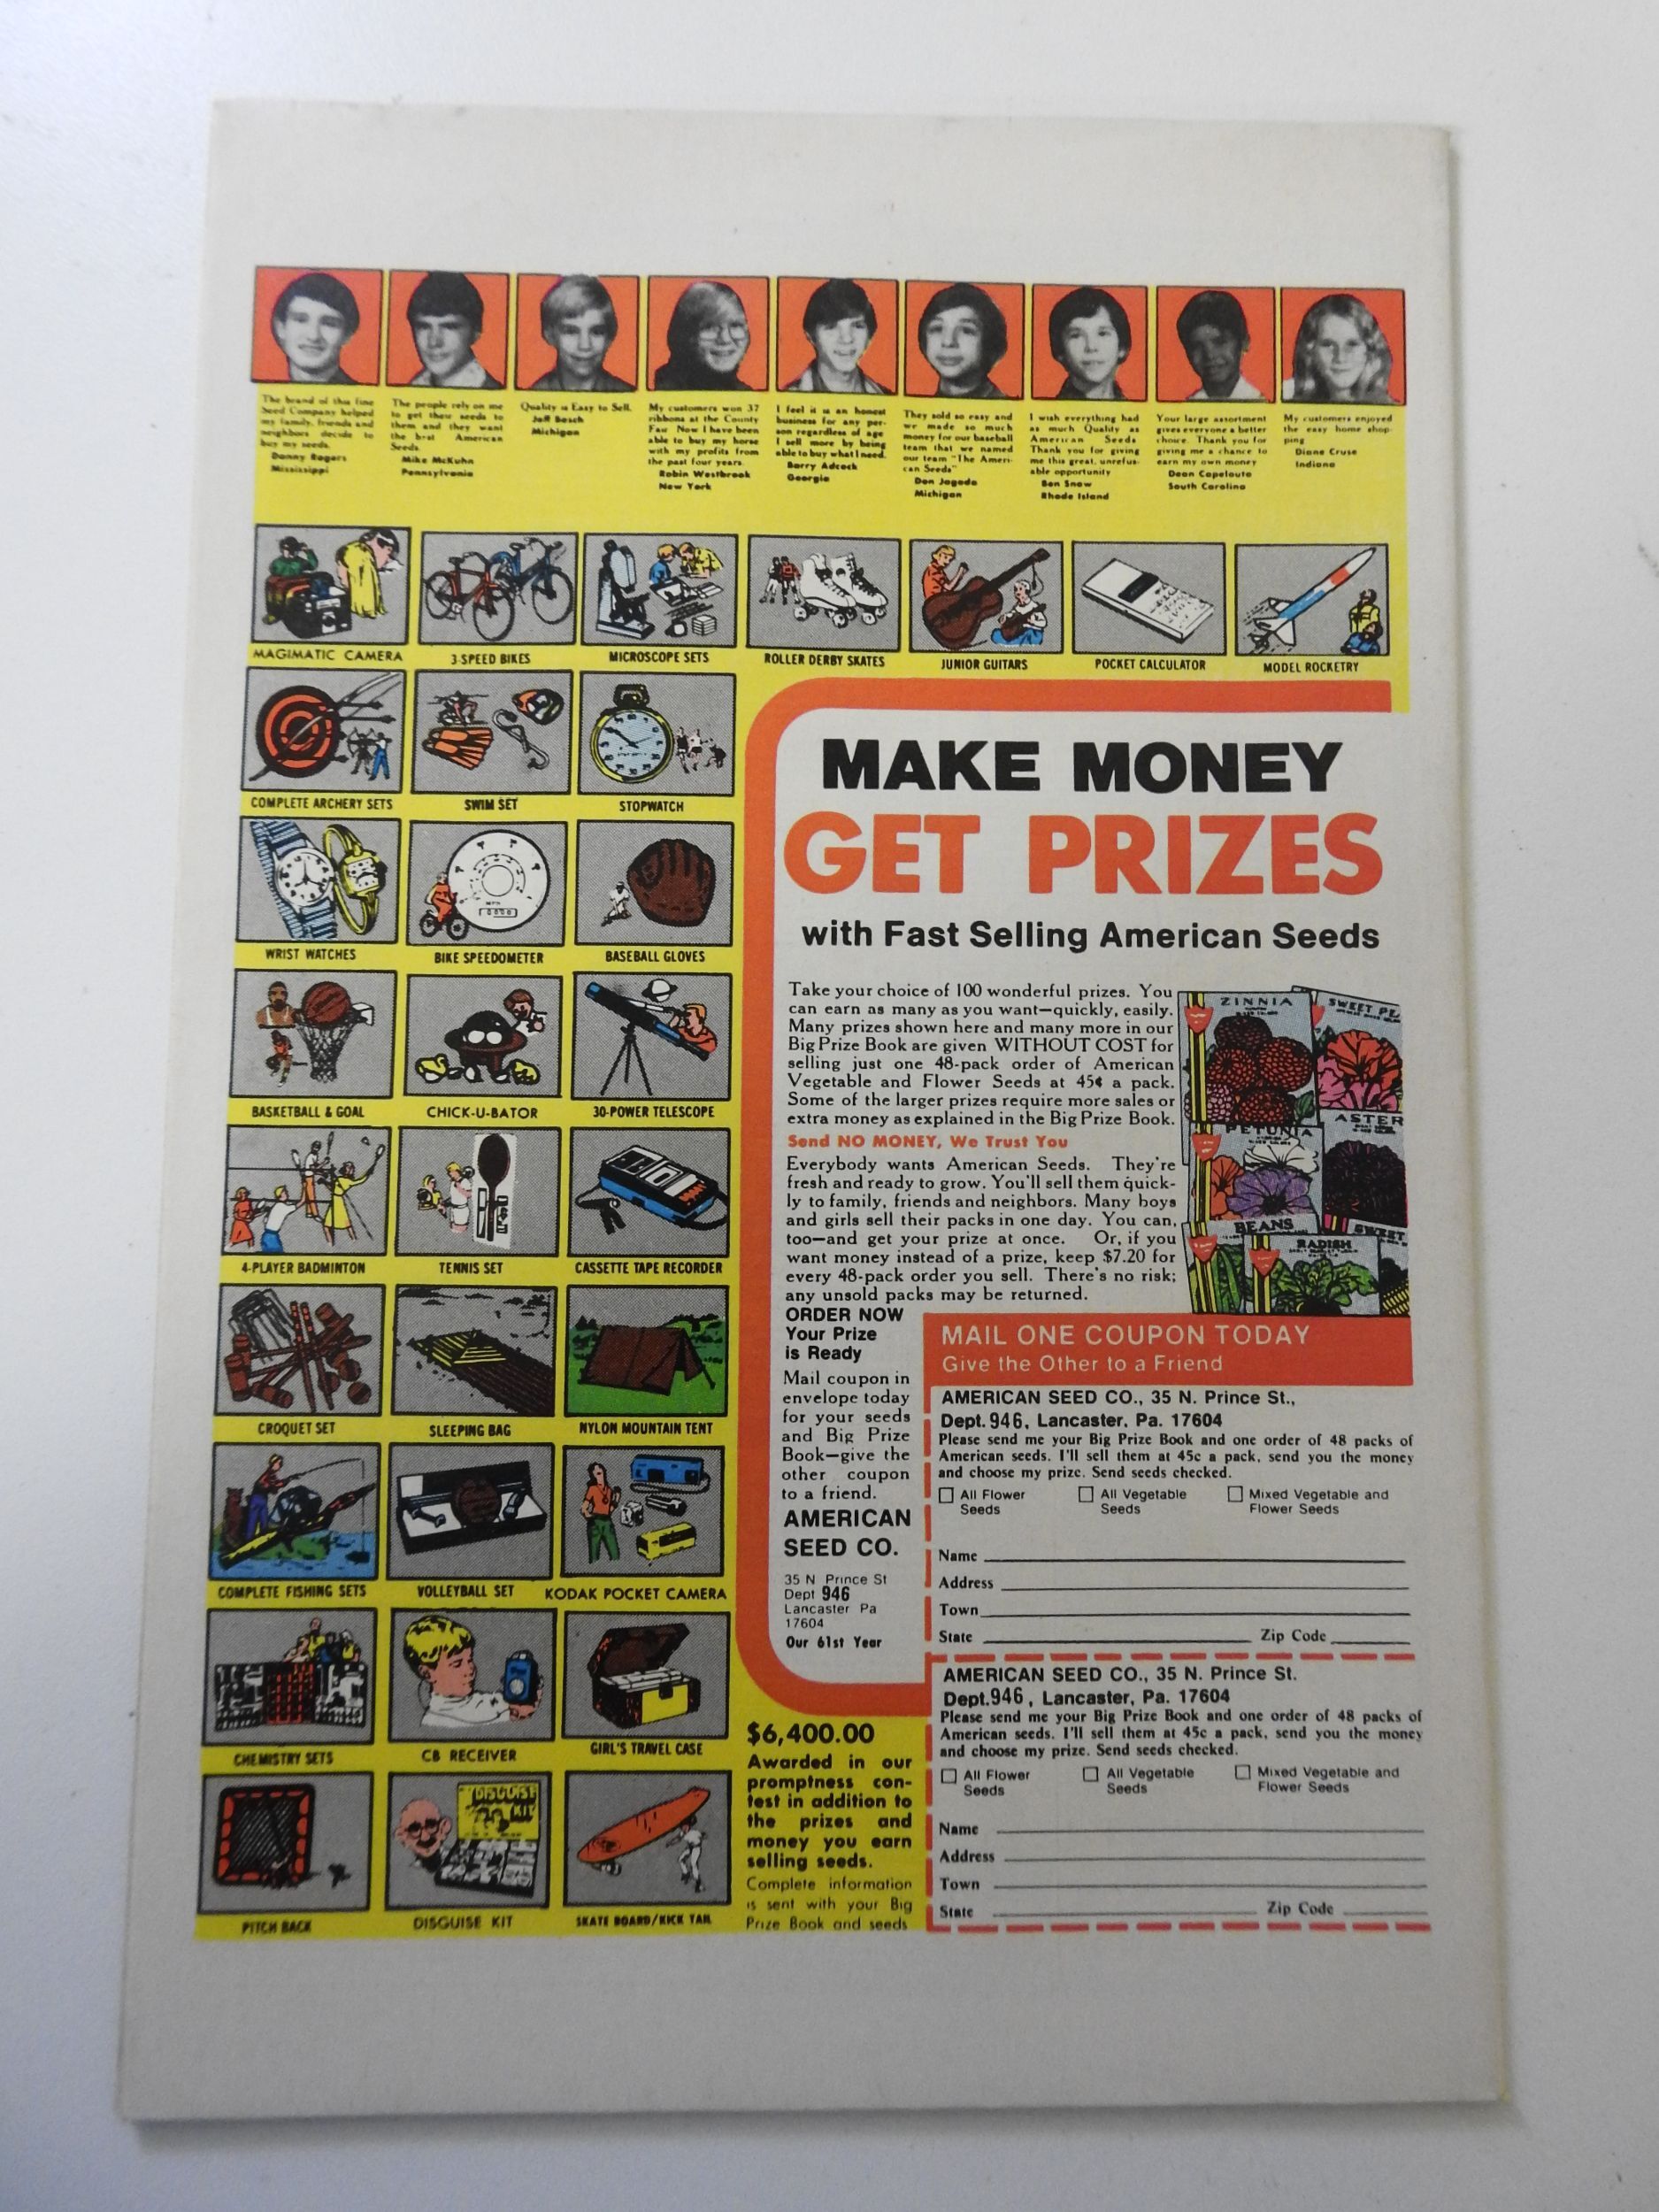 The brand of this fine
Seed Company helped
my family, friends and
neighbors decide to
buy my seeds.
Danny Rogers
Mississippi
The people rely on me
to get these seeds to
them and they want
the best American
Seeds.
Mike McKuhn
Pennsylvania
Quality is Easy to Sell.
Jeff Bosch
Michigan
My customers won 37
ribbons at the County
Fair. Now I have been
able to buy my horse
with my profits from
the past four years.
Robin Westbrook
New York
I feel it is an honest
business for any per-
son regardless of age
I sell more by being
able to buy what I need.
Barry Adcock
Georgia
They sold so easy and
we made so much
money for our baseball
team that we named
our team "The Ameri-
can Seeds"
Don Jagoda
Michigan
I wish everything had
as much Quality as
American Seeds
Thank you for giving
me this great, unrefus-
able opportunity
Ben Snow
Rhode Island
Your large assortment
gives everyone a better
choice. Thank you for
giving me a chance to
earn my own money
Dean Capeloute
South Carolina
My customers enjoyed
the easy home shop-
ping
Diane Cruse
Indiana
MAGIMATIC CAMERA
3-SPEED BIKES
MICROSCOPE SETS
ROLLER DERBY SKATES
JUNIOR GUITARS
POCKET CALCULATOR
MODEL ROCKETRY
COMPLETE ARCHERY SETS
SWIM SET
STOPWATCH
WRIST WATCHES
BIKE SPEEDOMETER
BASEBALL GLOVES
BASKETBALL & GOAL
CHICK-U-BATOR
30-POWER TELESCOPE
4-PLAYER BADMINTON
TENNIS SET
CASSETTE TAPE RECORDER
CROQUET SET
SLEEPING BAG
NYLON MOUNTAIN TENT
COMPLETE FISHING SETS
VOLLEYBALL SET
KODAK POCKET CAMERA
CHEMISTRY SETS
CB RECEIVER
GIRL'S TRAVEL CASE
DISGUISE
KIT
PITCH BACK
DISGUISE KIT
SKATE BOARD/KICK TAIL
MAKE MONEY
GET PRIZES
with Fast Selling American Seeds
Take your choice of 100 wonderful prizes. You
can earn as many as you want—quickly, easily.
Many prizes shown here and many more in our
Big Prize Book are given WITHOUT COST for
selling just one 48-pack order of American
Vegetable and Flower Seeds at 45¢ a pack.
Some of the larger prizes require more sales or
extra money as explained in the Big Prize Book.
Send NO MONEY, We Trust You
Everybody wants American Seeds. They're
fresh and ready to grow. You'll sell them quick-
ly to family, friends and neighbors. Many boys
and girls sell their packs in one day. You can,
too—and get your prize at once. Or, if you
want money instead of a prize, keep $7.20 for
every 48-pack order you sell. There's no risk;
any unsold packs may be returned.
ZINNIA
SWEET PE
PETUNIA
ASTER
BEANS
RADISH
SWEET
ORDER NOW
Your Prize
is Ready
Mail coupon in
envelope today
for your seeds
and Big Prize
Book—give the
other coupon
to a friend.
AMERICAN
SEED CO.
35 N Prince St
Dept 946
Lancaster Pa
17604
Our 61st Year
$6,400.00
Awarded in our
promptness con-
test in addition to
the prizes and
money you earn
selling seeds.
Complete information
is sent with your Big
Prize Book and seeds
MAIL ONE COUPON TODAY
Give the Other to a Friend
AMERICAN SEED CO., 35 N. Prince St.,
Dept. 946, Lancaster, Pa. 17604
Please send me your Big Prize Book and one order of 48 packs of
American seeds. I'll sell them at 45c a pack, send you the money
and choose my prize. Send seeds checked.
All Flower
Seeds
All Vegetable
Seeds
Mixed Vegetable and
Flower Seeds
Name
Address
Town
State Zip Code
AMERICAN SEED CO., 35 N. Prince St.
Dept.946, Lancaster, Pa. 17604
Please send me your Big Prize Book and one order of 48 packs of
American seeds. I'll sell them at 45c a pack, send you the money
and choose my prize. Send seeds checked.
All Flower
Seeds
All Vegetable
Seeds
Mixed Vegetable and
Flower Seeds
Name
Address
Town
State Zip Code